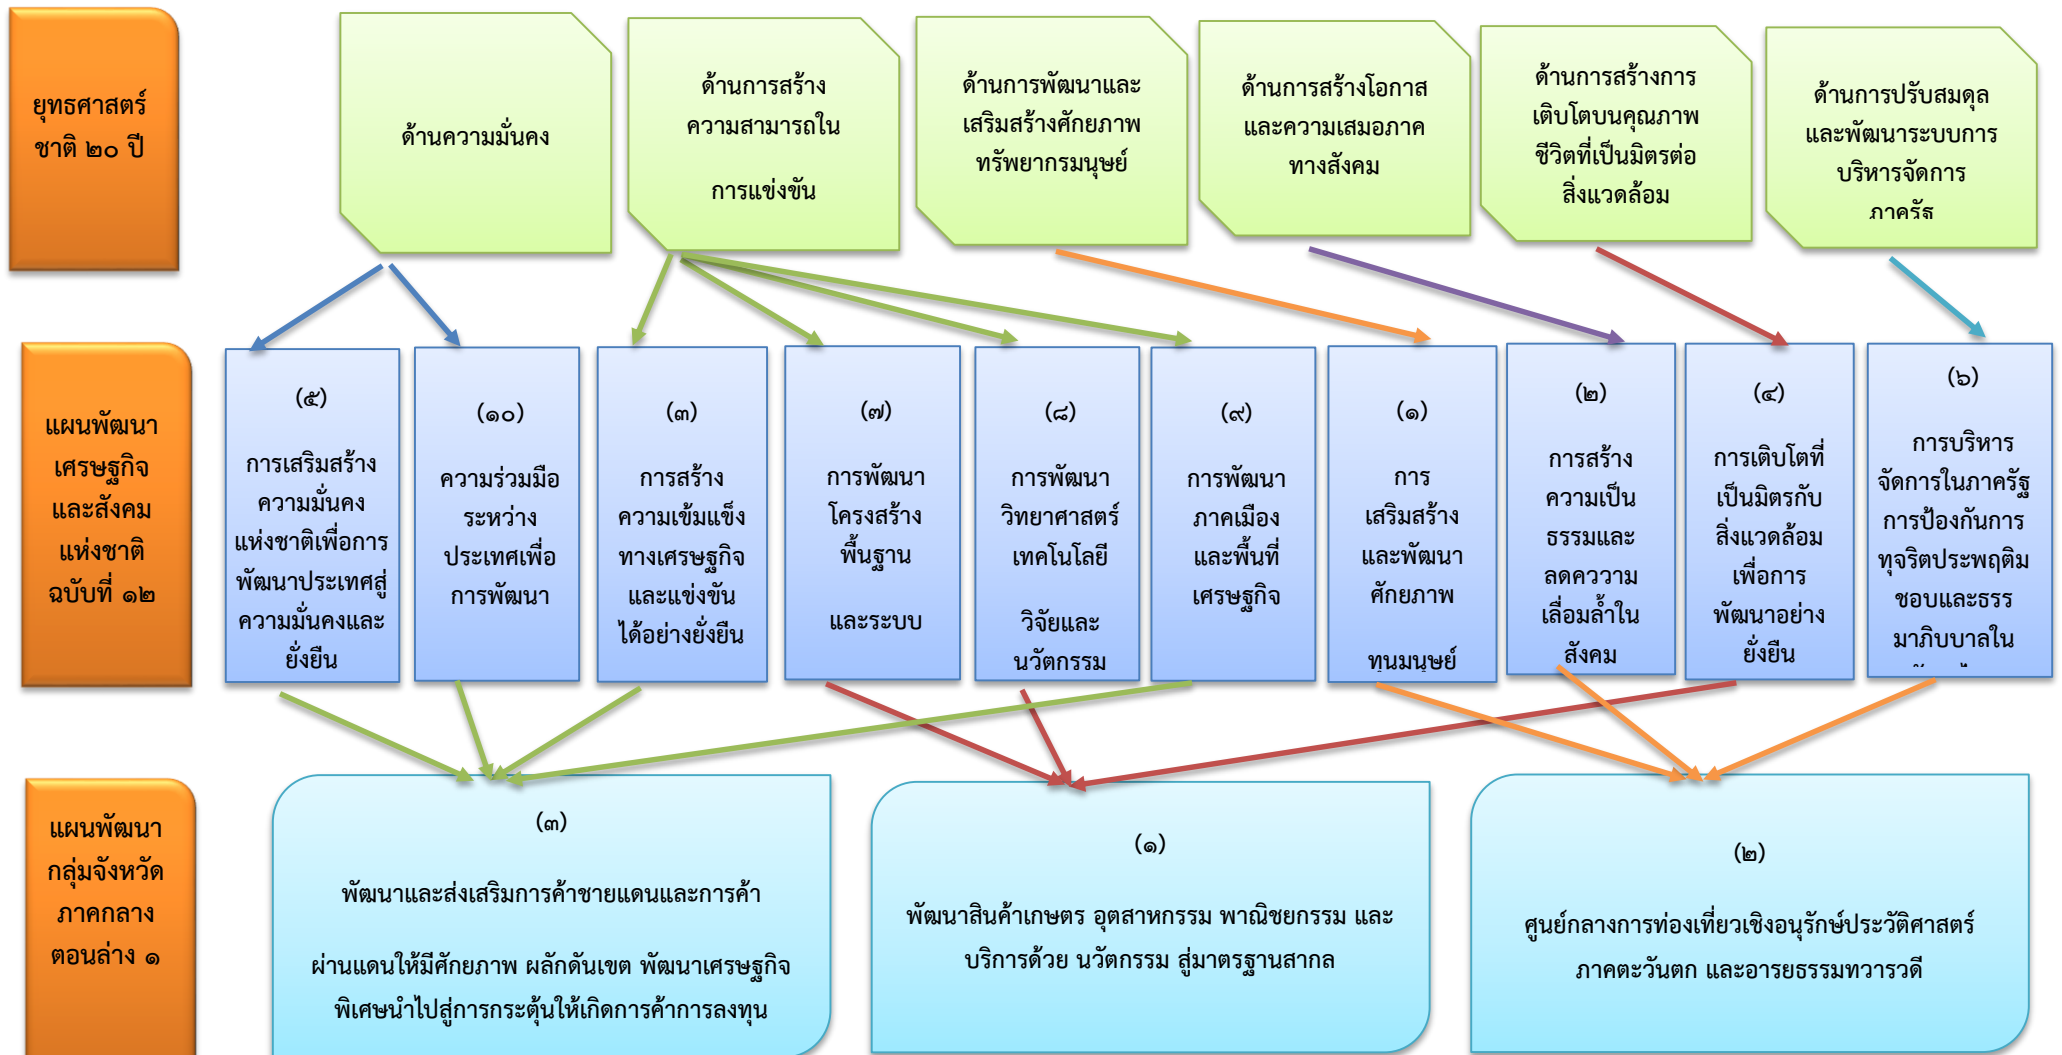 ยุทธศาสตร์
ชาติ ๒๐ ปี
ด้านความมั่นคง
ด้านการสร้าง
ความสามารถใน
การแข่งขัน
ด้านการพัฒนาและ
เสริมสร้างศักยภาพ
ทรัพยากรมนุษย์
ด้านการสร้างโอกาส
และความเสมอภาค
ทางสังคม
ด้านการสร้างการ
เติบโตบนคุณภาพ
ชีวิตที่เป็นมิตรต่อ
สิ่งแวดล้อม
ด้านการปรับสมดุล
และพัฒนาระบบการ
บริหารจัดการ
ภาครัฐ
แผนพัฒนา
เศรษฐกิจ
และสังคม
แห่งชาติ
ฉบับที่ ๑๒
(๕)
การเสริมสร้าง
ความมั่นคง
แห่งชาติเพื่อการ
พัฒนาประเทศสู่
ความมั่นคงและ
ยั่งยืน
(๑๐)
ความร่วมมือ
ระหว่าง
ประเทศเพื่อ
การพัฒนา
(๓)
การสร้าง
ความเข้มแข็ง
ทางเศรษฐกิจ
และแข่งขัน
ได้อย่างยั่งยืน
(๗)
การพัฒนา
โครงสร้าง
พื้นฐาน
และระบบ
(๘)
การพัฒนา
วิทยาศาสตร์
เทคโนโลยี
วิจัยและ
นวัตกรรม
(๙)
การพัฒนา
ภาคเมือง
และพื้นที่
เศรษฐกิจ
(๑)
การ
เสริมสร้าง
และพัฒนา
ศักยภาพ
ทุนมนุษย์
(๒)
การสร้าง
ความเป็น
ธรรมและ
ลดความาม
เลื่อมล้ำใน
สังคม
(๔)
การเติบโตที่
เป็นมิตรกับ
สิ่งแวดล้อม
เพื่อการ
พัฒนาอย่าง
ยั่งยืน
(๖)
การบริหาร
จัดการในภาครัฐ
การป้องกันการ
ทุจริตประพฤติม
ชอบและธรร
มาภิบาลใน
แผนพัฒนา
กลุ่มจังหวัด
ภาคกลาง
ตอนล่าง ๑
(๓)
พัฒนาและส่งเสริมการค้าชายแดนและการค้า
ผ่านแดนให้มีศักยภาพ ผลักดันเขต พัฒนาเศรษฐกิจ
พิเศษนำไปสู่การกระตุ้นให้เกิดการค้าการลงทุน
(๑)
พัฒนาสินค้าเกษตร อุตสาหกรรม พาณิชยกรรม และ
บริการด้วย นวัตกรรม สู่มาตรฐานสากล
(๒)
ศูนย์กลางการท่องเที่ยวเชิงอนุรักษ์ประวัติศาสตร์
ภาคตะวันตก และอารยธรรมทวารวดี